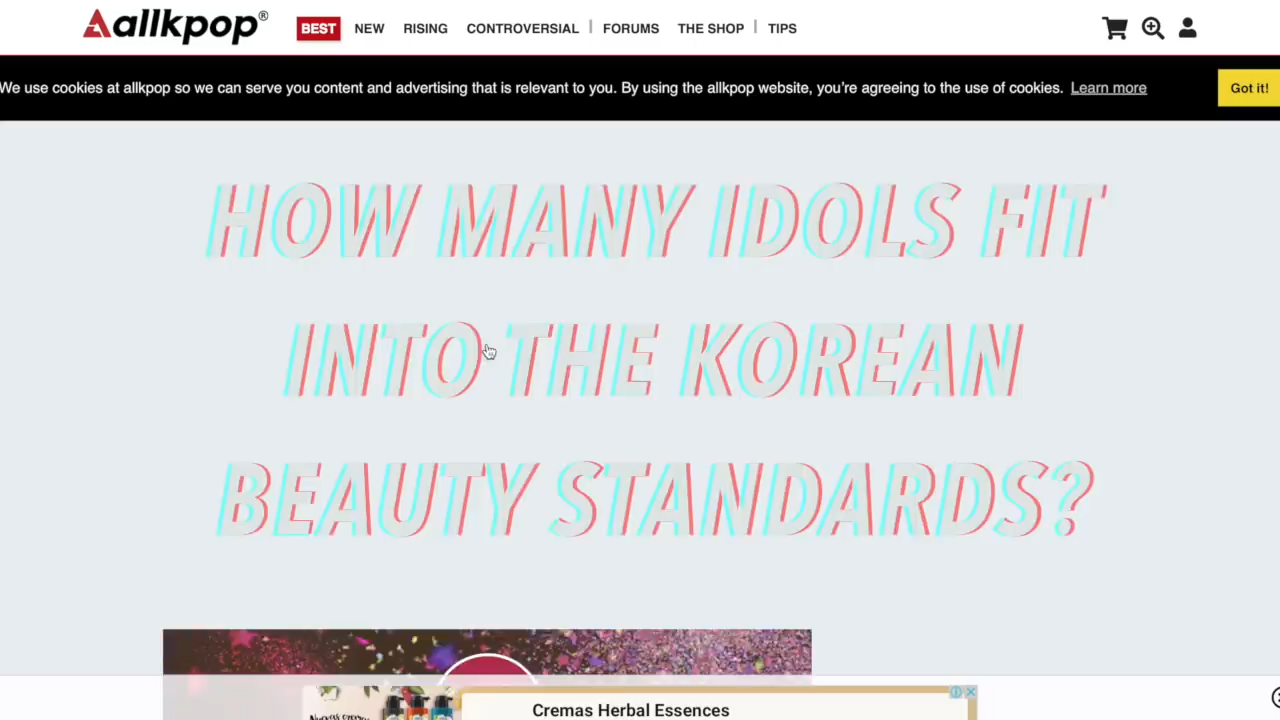 allkpop®
BEST NEW RISING CONTROVERSIAL FORUMS THE SHOP TIPS
We use cookies at allkpop so we can serve you content and advertising that is relevant to you. By using the allkpop website, you’re agreeing to the use of cookies. Learn more
Got it!
HOW MANY IDOLS FIT
INTO THE KOREAN
BEAUTY STANDARDS?
Cremas Herbal Essences